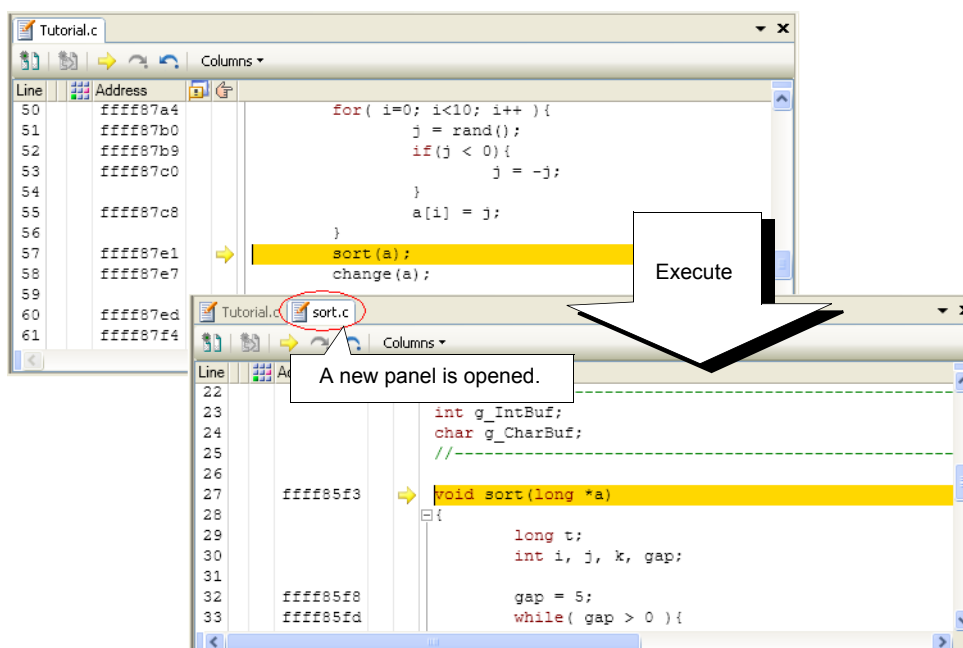 Tutorial.c
Columns
Line Address
50 ffff87a4 for( i=0; i<10; i++ ){
51 ffff87b0 j = rand();
52 ffff87b9 if(j < 0){
53 ffff87c0 j = -j;
54 }
55 ffff87c8 a[i] = j;
56 }
57 ffff87e1 sort(a);
58 ffff87e7 change(a);
59
60 ffff87ed
61 ffff87f4
Execute
Tutorial.c sort.c
Columns
A new panel is opened.
Line
22 //------------------------------------------------
23 int g_IntBuf;
24 char g_CharBuf;
25 //------------------------------------------------
26
27 ffff85f3 void sort(long *a)
28 {
29 long t;
30 int i, j, k, gap;
31
32 ffff85f8 gap = 5;
33 ffff85fd while( gap > 0 ){